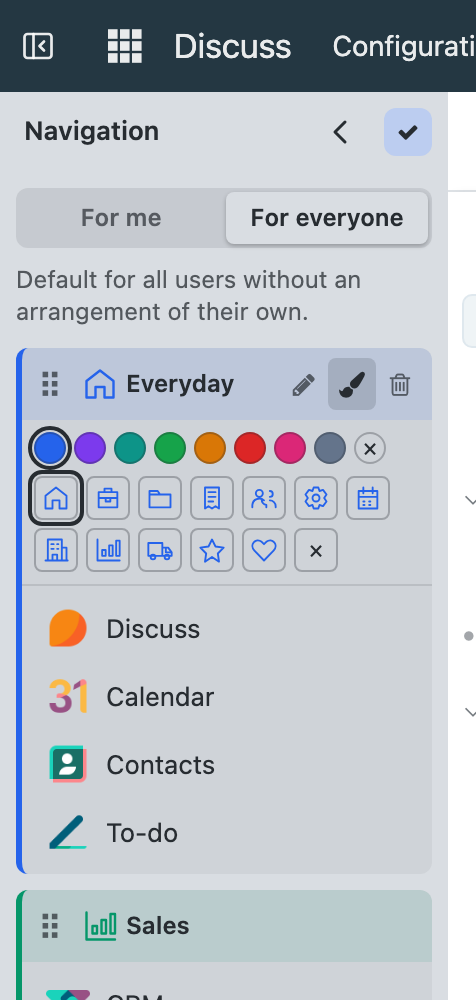 Discuss
Configurati
Navigation
For me
For everyone
Default for all users without an
arrangement of their own.
Everyday
Discuss
31 Calendar
Contacts
To-do
Sales
CRM